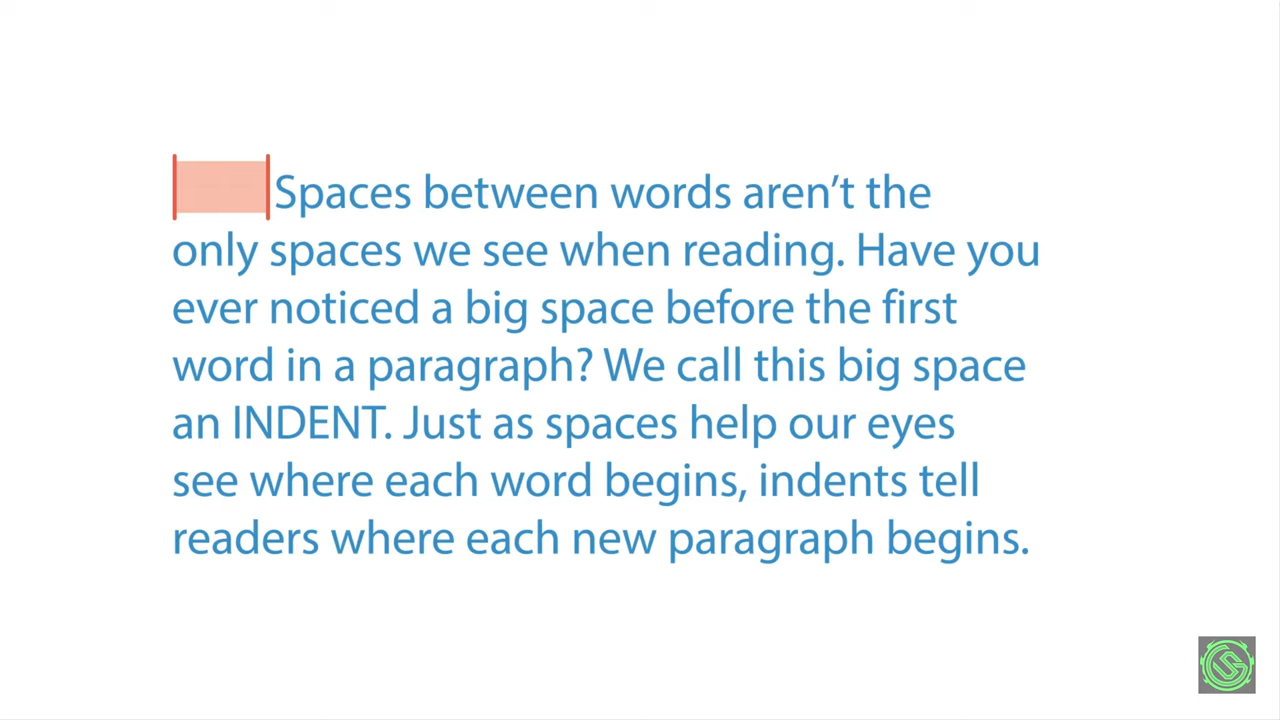 Spaces between words aren’t the
only spaces we see when reading. Have you
ever noticed a big space before the first
word in a paragraph? We call this big space
an INDENT. Just as spaces help our eyes
see where each word begins, indents tell
readers where each new paragraph begins.